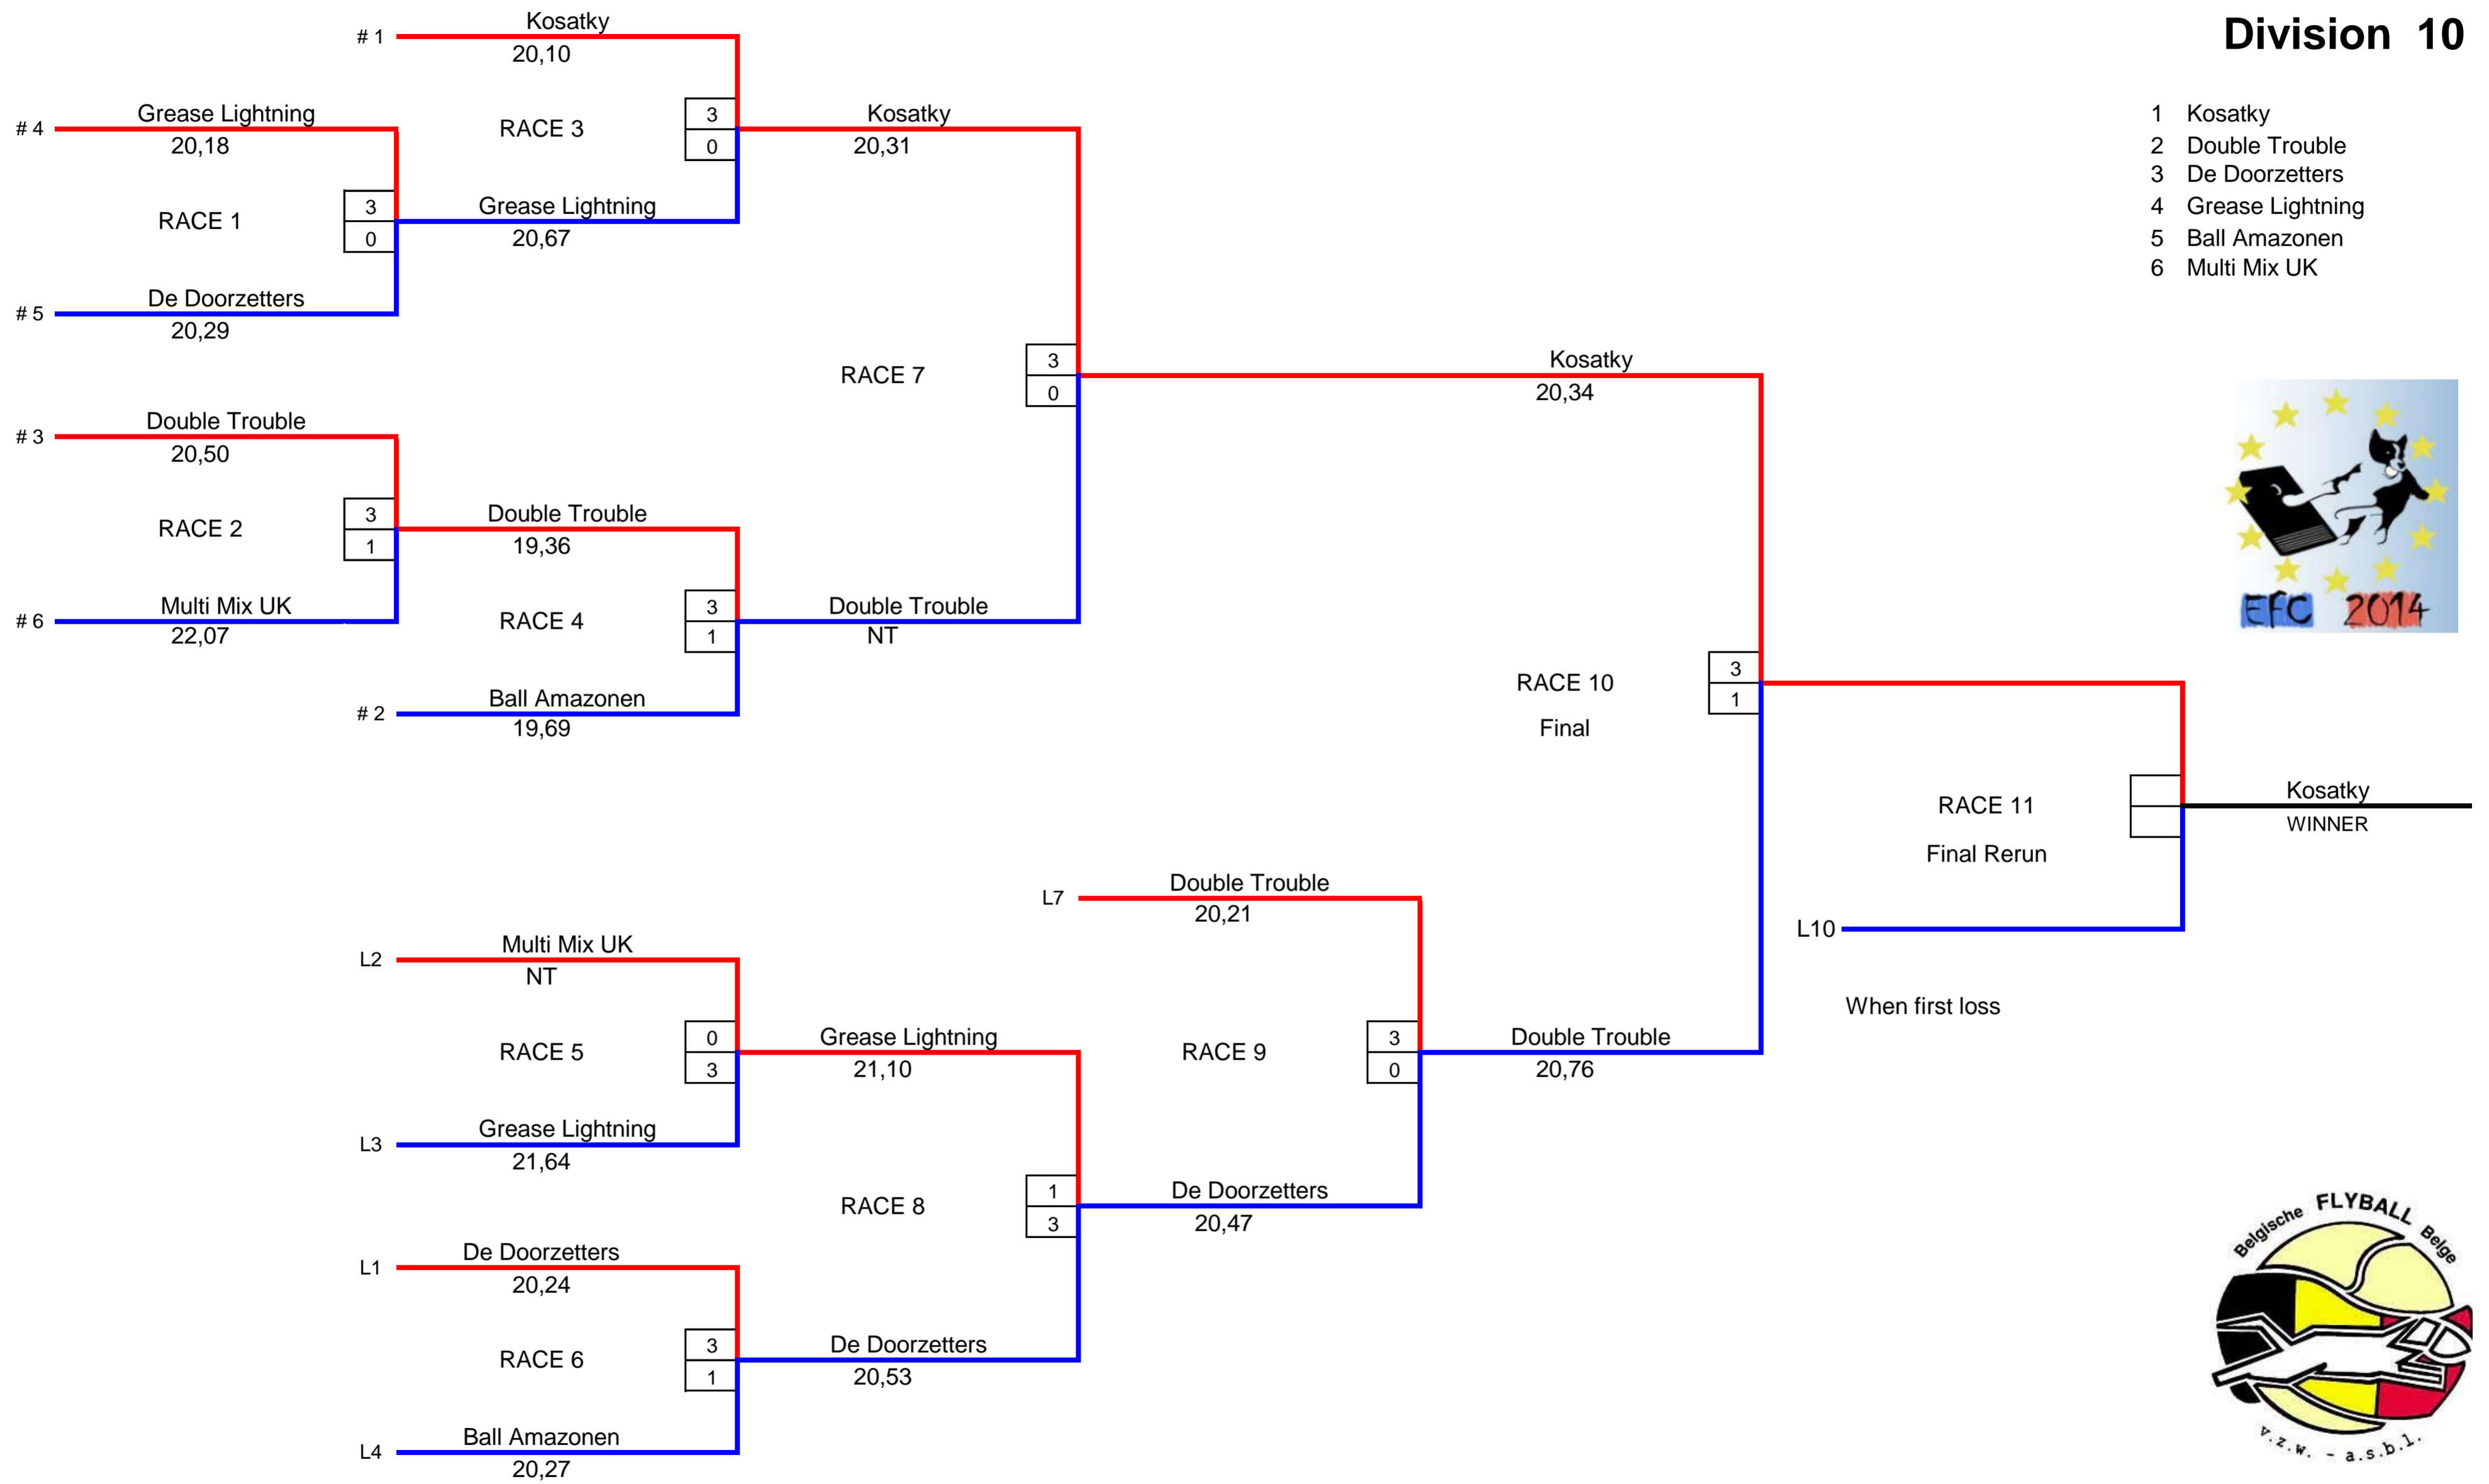 Division 10
1 Kosatky
2 Double Trouble
3 De Doorzetters
4 Grease Lightning
5 Ball Amazonen
6 Multi Mix UK
# 1
Kosatky
20,10
# 4
Grease Lightning
20,18
RACE 3
3
0
Kosatky
20,31
RACE 1
3
0
Grease Lightning
20,67
# 5
De Doorzetters
20,29
RACE 7
3
0
Kosatky
20,34
# 3
Double Trouble
20,50
RACE 2
3
1
Double Trouble
19,36
# 6
Multi Mix UK
22,07
RACE 4
3
1
Double Trouble
NT
# 2
Ball Amazonen
19,69
EFC 2014
RACE 10
Final
3
1
RACE 11
Final Rerun
Kosatky
WINNER
L7
Double Trouble
20,21
L10
When first loss
L2
Multi Mix UK
NT
RACE 5
0
3
Grease Lightning
21,10
RACE 9
3
0
Double Trouble
20,76
L3
Grease Lightning
21,64
RACE 8
1
3
De Doorzetters
20,47
L1
De Doorzetters
20,24
RACE 6
3
1
De Doorzetters
20,53
L4
Ball Amazonen
20,27
Belgische FLYBALL Belge
v.z.w. - a.s.b.l.